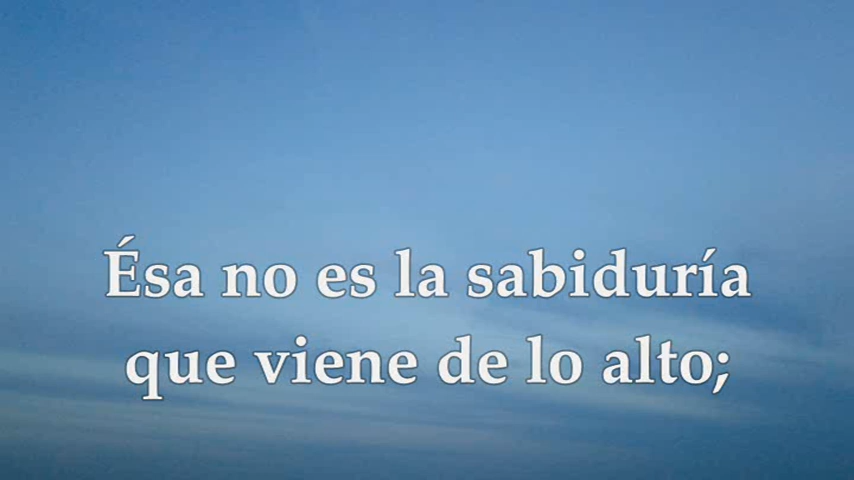 Ésa no es la sabiduría
que viene de lo alto;